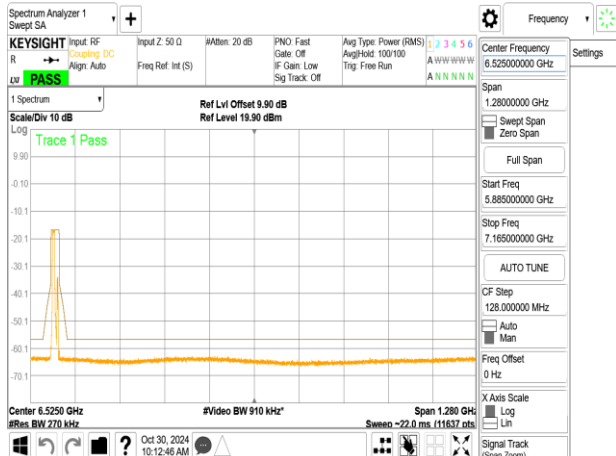 Spectrum Analyzer 1
Swept SA
+
Frequency
KEYSIGHT
Input: RF
Input Z: 50 Ω
#Atten: 20 dB
PNO: Fast
Avg Type: Power (RMS)
1 2 3 4 5 6
R
Coupling: DC
Gate: Off
Avg|Hold: 100/100
A W W W W W
Align: Auto
Freq Ref: Int (S)
IF Gain: Low
Trig: Free Run
Sig Track: Off
A N N N N N
LXI
PASS
Center Frequency
6.525000000 GHz
Settings
Span
1.28000000 GHz
Swept Span
Zero Span
Full Span
Start Freq
5.885000000 GHz
Stop Freq
7.165000000 GHz
AUTO TUNE
CF Step
128.000000 MHz
Auto
Man
Freq Offset
0 Hz
X Axis Scale
Log
Lin
Signal Track
(Span Zoom)
1 Spectrum
Ref Lvl Offset 9.90 dB
Scale/Div 10 dB
Ref Level 19.90 dBm
Log
Trace 1 Pass
9.90
-0.10
-10.1
-20.1
-30.1
-40.1
-50.1
-60.1
-70.1
Center 6.5250 GHz
#Video BW 910 kHz*
Span 1.280 GHz
#Res BW 270 kHz
Sweep ~22.0 ms (11637 pts)
?
Oct 30, 2024
10:12:46 AM